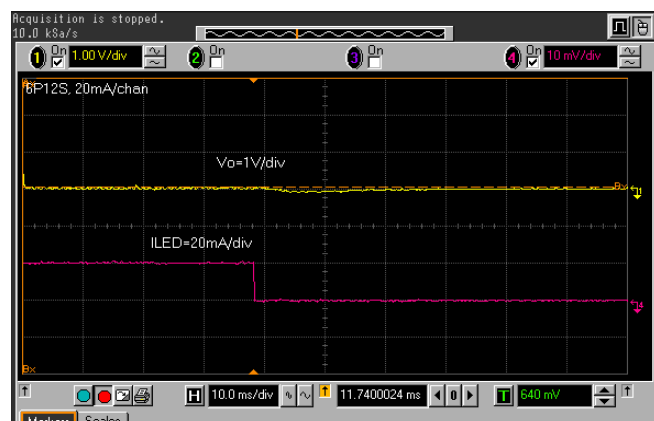 Acquisition is stopped.
10.0 kSa/s
1 On 1.00 V/div 2 On 3 On 4 On 10 mV/div
6P12S, 20mA/chan
Vo=1V/div
ILED=20mA/div
H 10.0 ms/div 11.7400024 ms 0 T 640 mV
Markers Scales